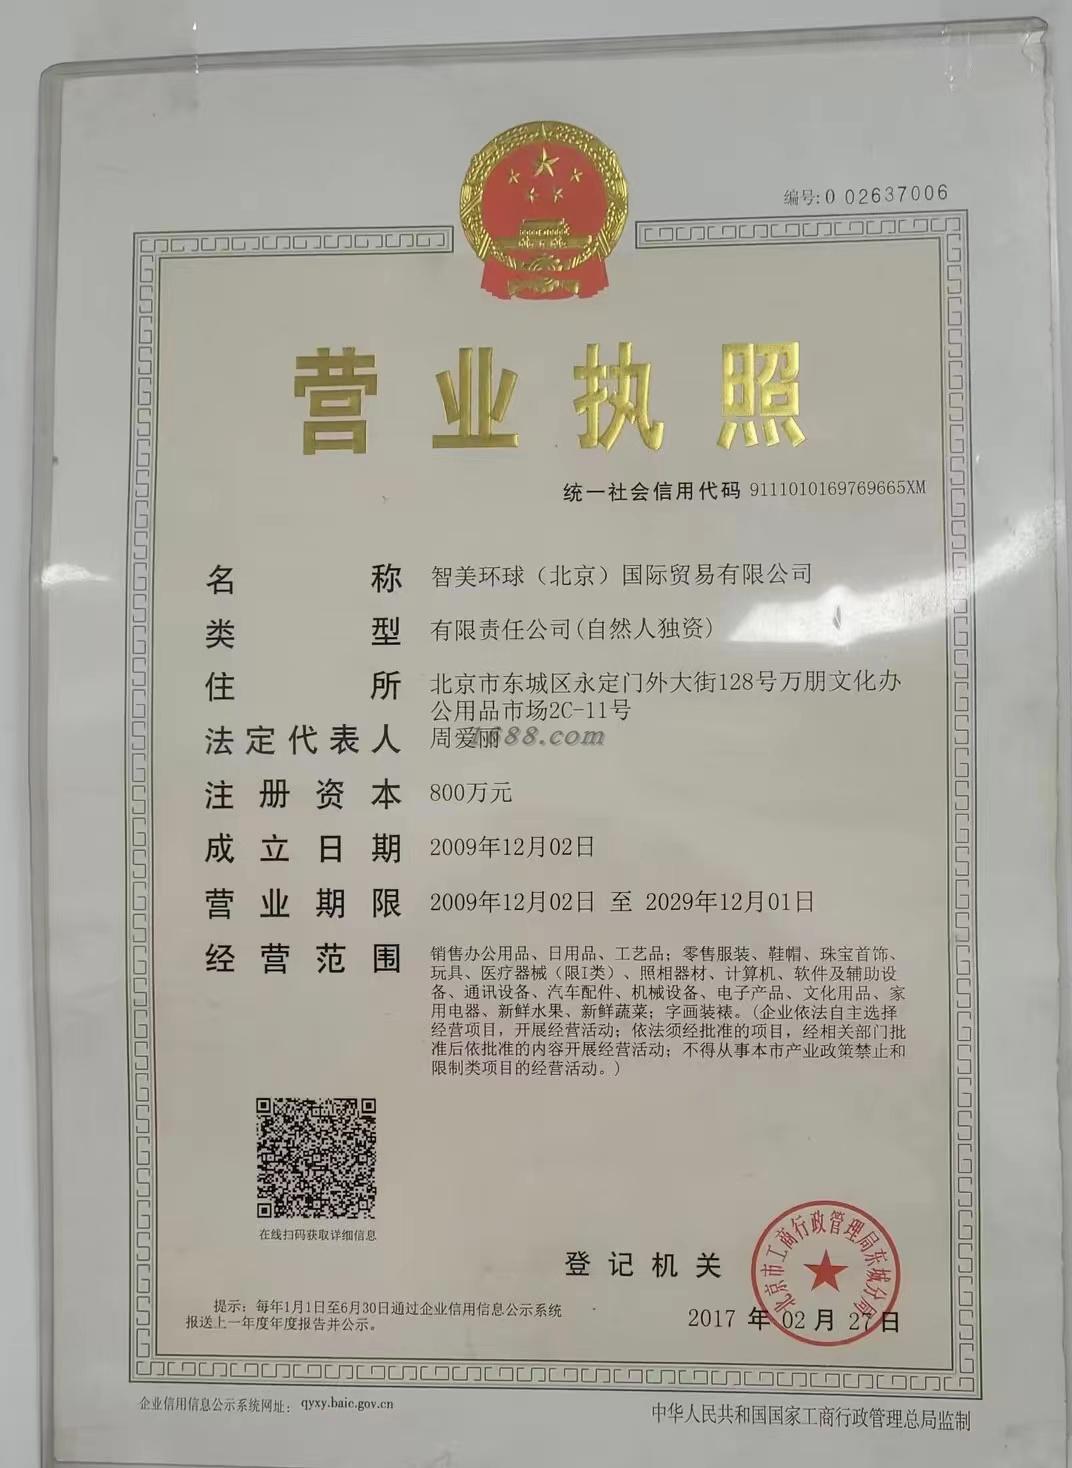 编号:0 02637006
营业执照
统一社会信用代码 9111010169769665XM
名称 智美环球（北京）国际贸易有限公司
类型 有限责任公司(自然人独资)
住所 北京市东城区永定门外大街128号万朋文化办
公用品市场2C-11号
法定代表人 周爱丽
1688.com
注册资本 800万元
成立日期 2009年12月02日
营业期限 2009年12月02日 至 2029年12月01日
经营范围 销售办公用品、日用品、工艺品；零售服装、鞋帽、珠宝首饰、
玩具、医疗器械（限I类）、照相器材、计算机、软件及辅助设
备、通讯设备、汽车配件、机械设备、电子产品、文化用品、家
用电器、新鲜水果、新鲜蔬菜；字画装裱。（企业依法自主选择
经营项目，开展经营活动；依法须经批准的项目，经相关部门批
准后依批准的内容开展经营活动；不得从事本市产业政策禁止和
限制类项目的经营活动。）
在线扫码获取详细信息
登记机关
北京市工商行政管理局东城分局
2017 年 02 月 27 日
提示：每年1月1日至6月30日通过企业信用信息公示系统
报送上一年度年度报告并公示。
企业信用信息公示系统网址： qyxy.baic.gov.cn
中华人民共和国国家工商行政管理总局监制